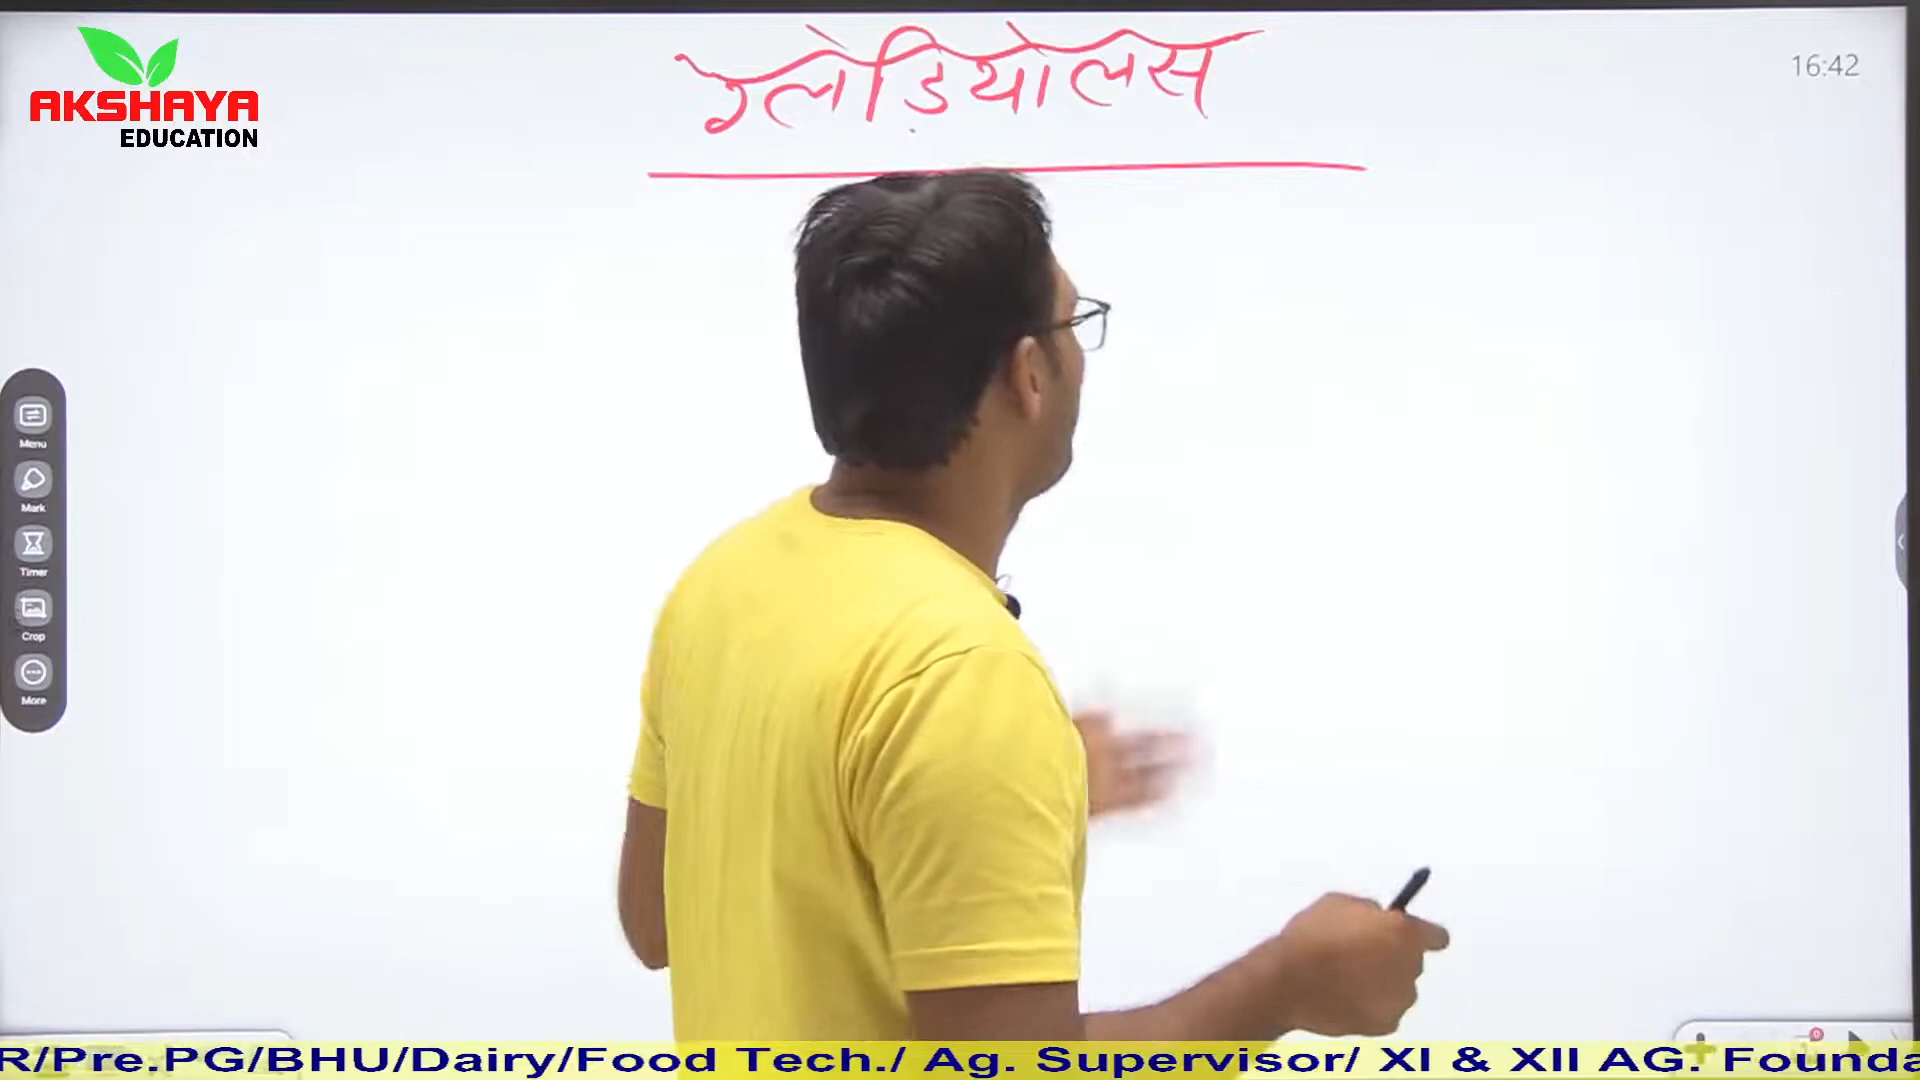 ग्लेडियोलस
16:42
AKSHAYA
EDUCATION
Menu
Mark
Timer
Crop
More
R/Pre.PG/BHU/Dairy/Food Tech./ Ag. Supervisor/ XI & XII AG. Founda